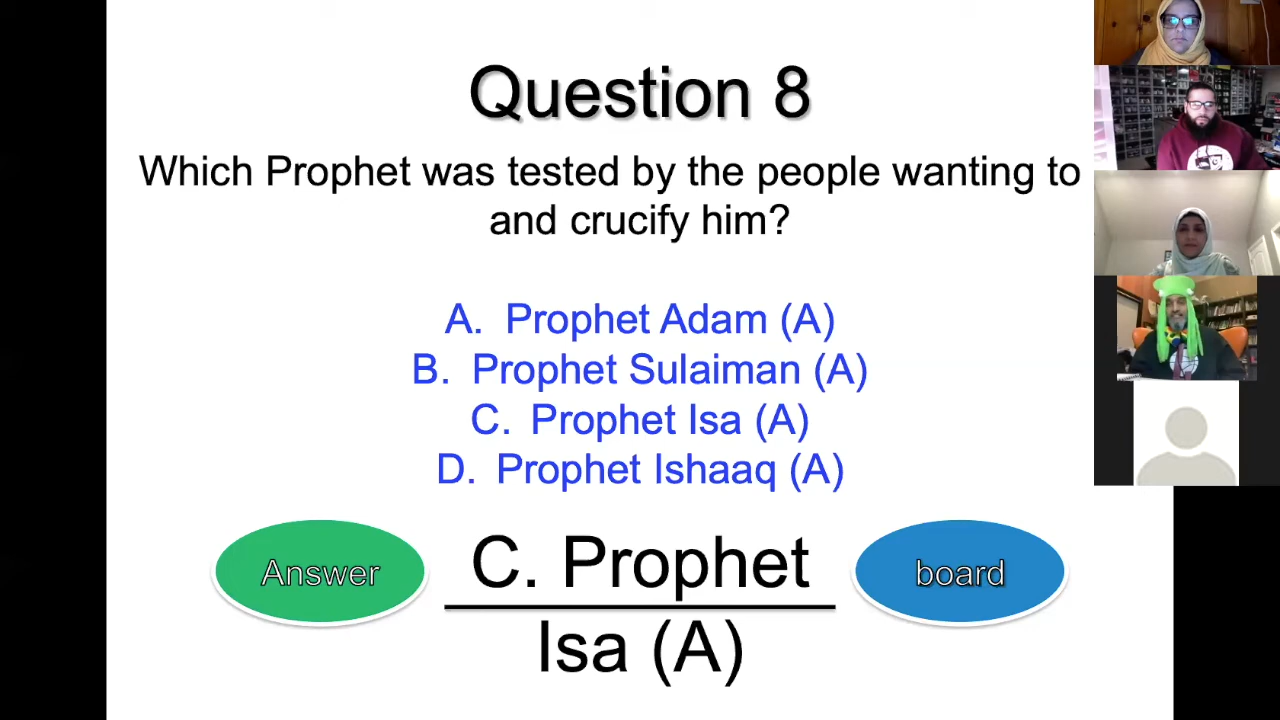 Question 8
Which Prophet was tested by the people wanting to
and crucify him?
A. Prophet Adam (A)
B. Prophet Sulaiman (A)
C. Prophet Isa (A)
D. Prophet Ishaaq (A)
Answer
C. Prophet
board
Isa (A)